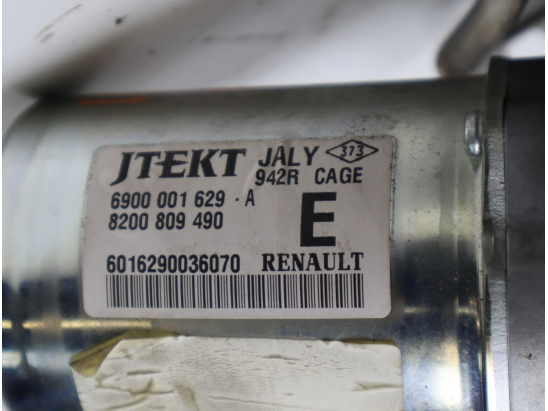 JTEKT JALY 373
942R CAGE
6900 001 629 · A
8200 809 490
E
6016290036070 RENAULT